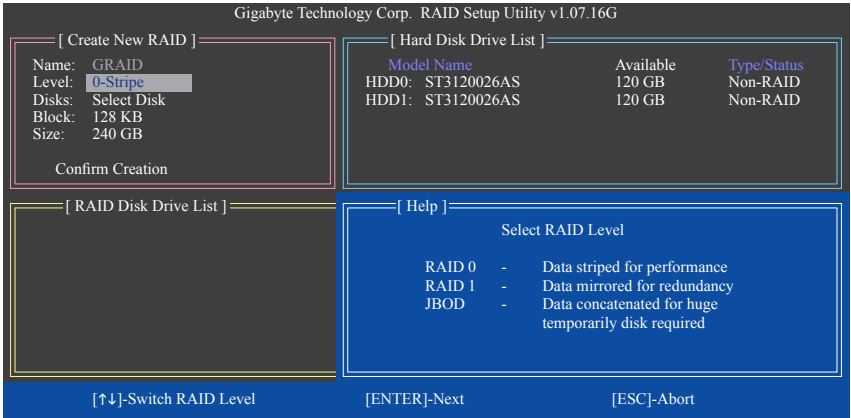 Gigabyte Technology Corp. RAID Setup Utility v1.07.16G
[ Create New RAID ]
Name: GRAID
Level: 0-Stripe
Disks: Select Disk
Block: 128 KB
Size: 240 GB
Confirm Creation
[ Hard Disk Drive List ]
Model Name Available Type/Status
HDD0: ST3120026AS 120 GB Non-RAID
HDD1: ST3120026AS 120 GB Non-RAID
[ RAID Disk Drive List ]
[ Help ]
Select RAID Level
RAID 0 - Data striped for performance
RAID 1 - Data mirrored for redundancy
JBOD - Data concatenated for huge
temporarily disk required
[↑↓]-Switch RAID Level [ENTER]-Next [ESC]-Abort